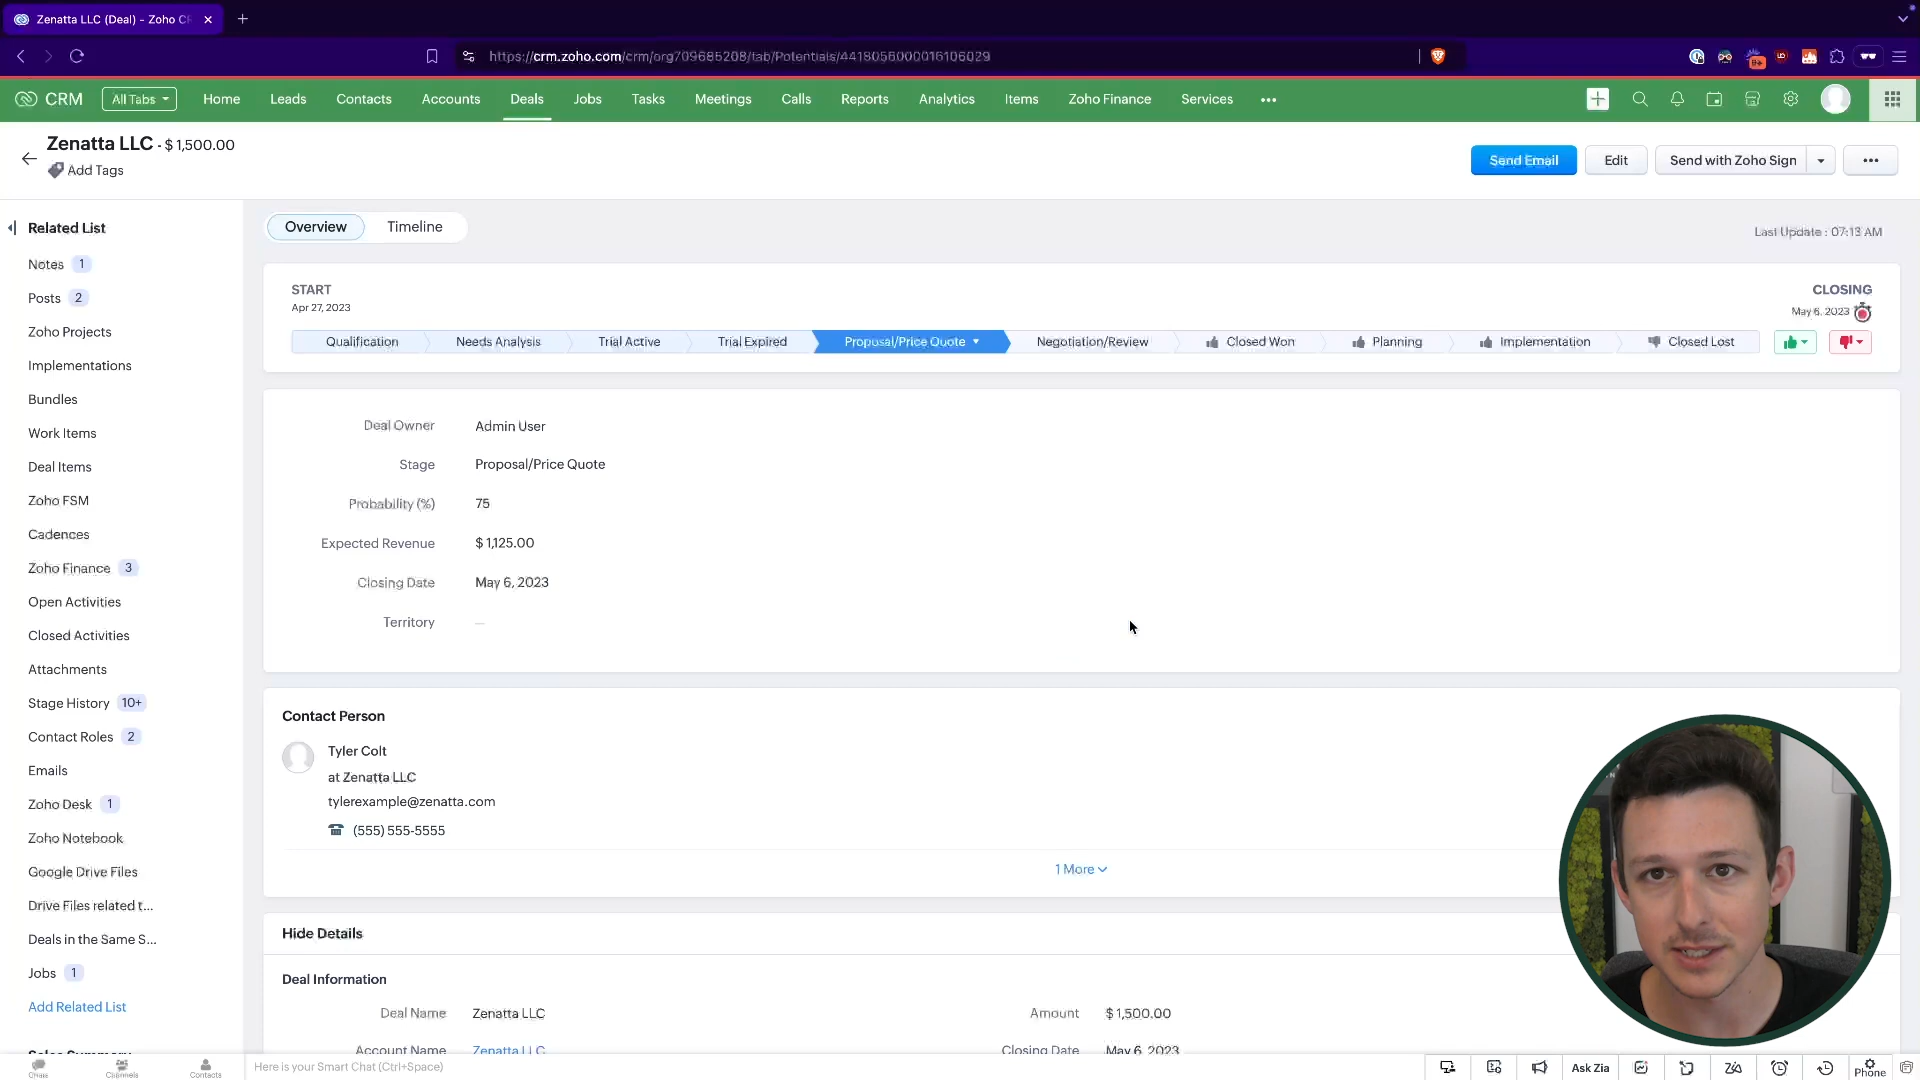 Zenatta LLC (Deal) - Zoho C
https://crm.zoho.com/crm/org709685208/tab/Potentials/4418056000016106029
CRM All Tabs Home Leads Contacts Accounts Deals Jobs Tasks Meetings Calls Reports Analytics Items Zoho Finance Services •••
Zenatta LLC - $ 1,500.00
Add Tags
Send Email Edit Send with Zoho Sign •••
Related List
Notes 1
Posts 2
Zoho Projects
Implementations
Bundles
Work Items
Deal Items
Zoho FSM
Cadences
Zoho Finance 3
Open Activities
Closed Activities
Attachments
Stage History 10+
Contact Roles 2
Emails
Zoho Desk 1
Zoho Notebook
Google Drive Files
Drive Files related t...
Deals in the Same S...
Jobs 1
Add Related List
Sales Summary
Overview Timeline
Last Update : 07:13 AM
START
Apr 27, 2023
CLOSING
May 6, 2023
Qualification Needs Analysis Trial Active Trial Expired Proposal/Price Quote Negotiation/Review Closed Won Planning Implementation Closed Lost
Deal Owner Admin User
Stage Proposal/Price Quote
Probability (%) 75
Expected Revenue $ 1,125.00
Closing Date May 6, 2023
Territory —
Contact Person
Tyler Colt
at Zenatta LLC
tylerexample@zenatta.com
(555) 555-5555
1 More
Hide Details
Deal Information
Deal Name Zenatta LLC Amount $ 1,500.00
Account Name Zenatta LLC Closing Date May 6, 2023
Chats Channels Contacts Here is your Smart Chat (Ctrl+Space) Ask Zia Phone